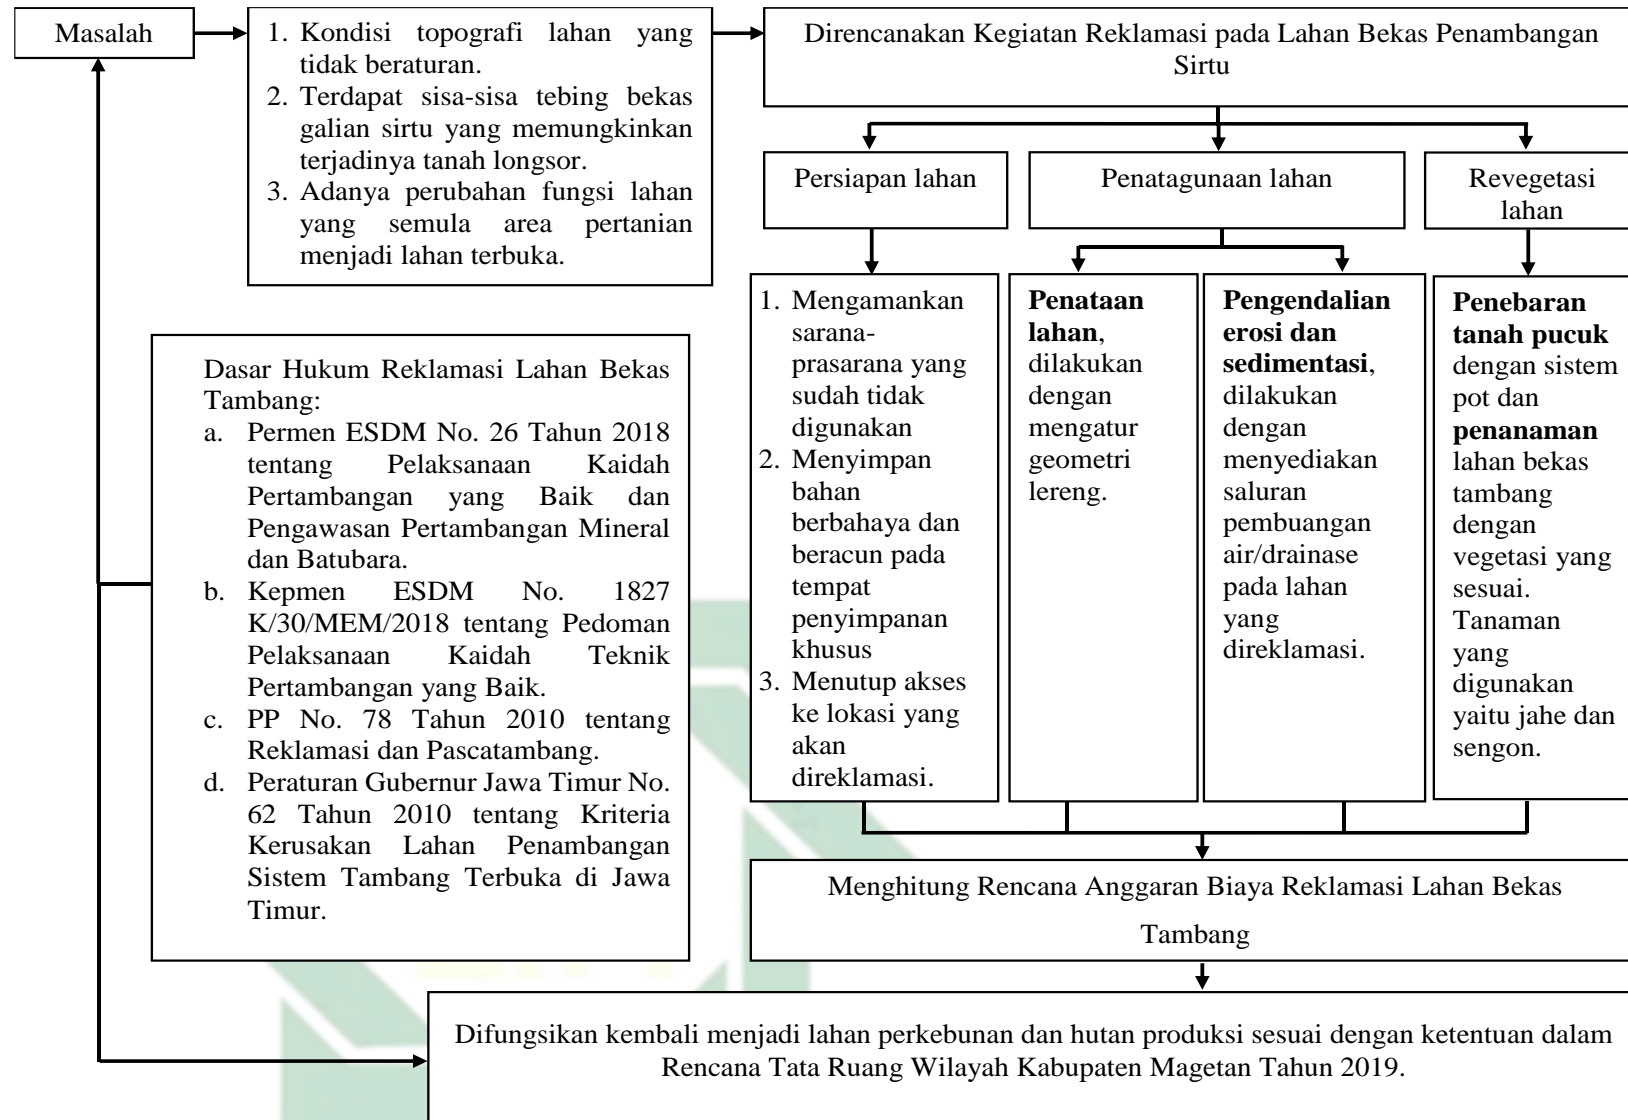 Masalah
1. Kondisi topografi lahan yang
tidak beraturan.
2. Terdapat sisa-sisa tebing bekas
galian sirtu yang memungkinkan
terjadinya tanah longsor.
3. Adanya perubahan fungsi lahan
yang semula area pertanian
menjadi lahan terbuka.
Direncanakan Kegiatan Reklamasi pada Lahan Bekas Penambangan
Sirtu
Persiapan lahan
Penatagunaan lahan
Revegetasi
lahan
1. Mengamankan
sarana-
prasarana yang
sudah tidak
digunakan
2. Menyimpan
bahan
berbahaya dan
beracun pada
tempat
penyimpanan
khusus
3. Menutup akses
ke lokasi yang
akan
direklamasi.
Penataan
lahan,
dilakukan
dengan
mengatur
geometri
lereng.
Pengendalian
erosi dan
sedimentasi,
dilakukan
dengan
menyediakan
saluran
pembuangan
air/drainase
pada lahan
yang
direklamasi.
Penebaran
tanah pucuk
dengan sistem
pot dan
penanaman
lahan bekas
tambang
dengan
vegetasi yang
sesuai.
Tanaman
yang
digunakan
yaitu jahe dan
sengon.
Dasar Hukum Reklamasi Lahan Bekas
Tambang:
a. Permen ESDM No. 26 Tahun 2018
tentang Pelaksanaan Kaidah
Pertambangan yang Baik dan
Pengawasan Pertambangan Mineral
dan Batubara.
b. Kepmen ESDM No. 1827
K/30/MEM/2018 tentang Pedoman
Pelaksanaan Kaidah Teknik
Pertambangan yang Baik.
c. PP No. 78 Tahun 2010 tentang
Reklamasi dan Pascatambang.
d. Peraturan Gubernur Jawa Timur No.
62 Tahun 2010 tentang Kriteria
Kerusakan Lahan Penambangan
Sistem Tambang Terbuka di Jawa
Timur.
Menghitung Rencana Anggaran Biaya Reklamasi Lahan Bekas
Tambang
Difungsikan kembali menjadi lahan perkebunan dan hutan produksi sesuai dengan ketentuan dalam
Rencana Tata Ruang Wilayah Kabupaten Magetan Tahun 2019.